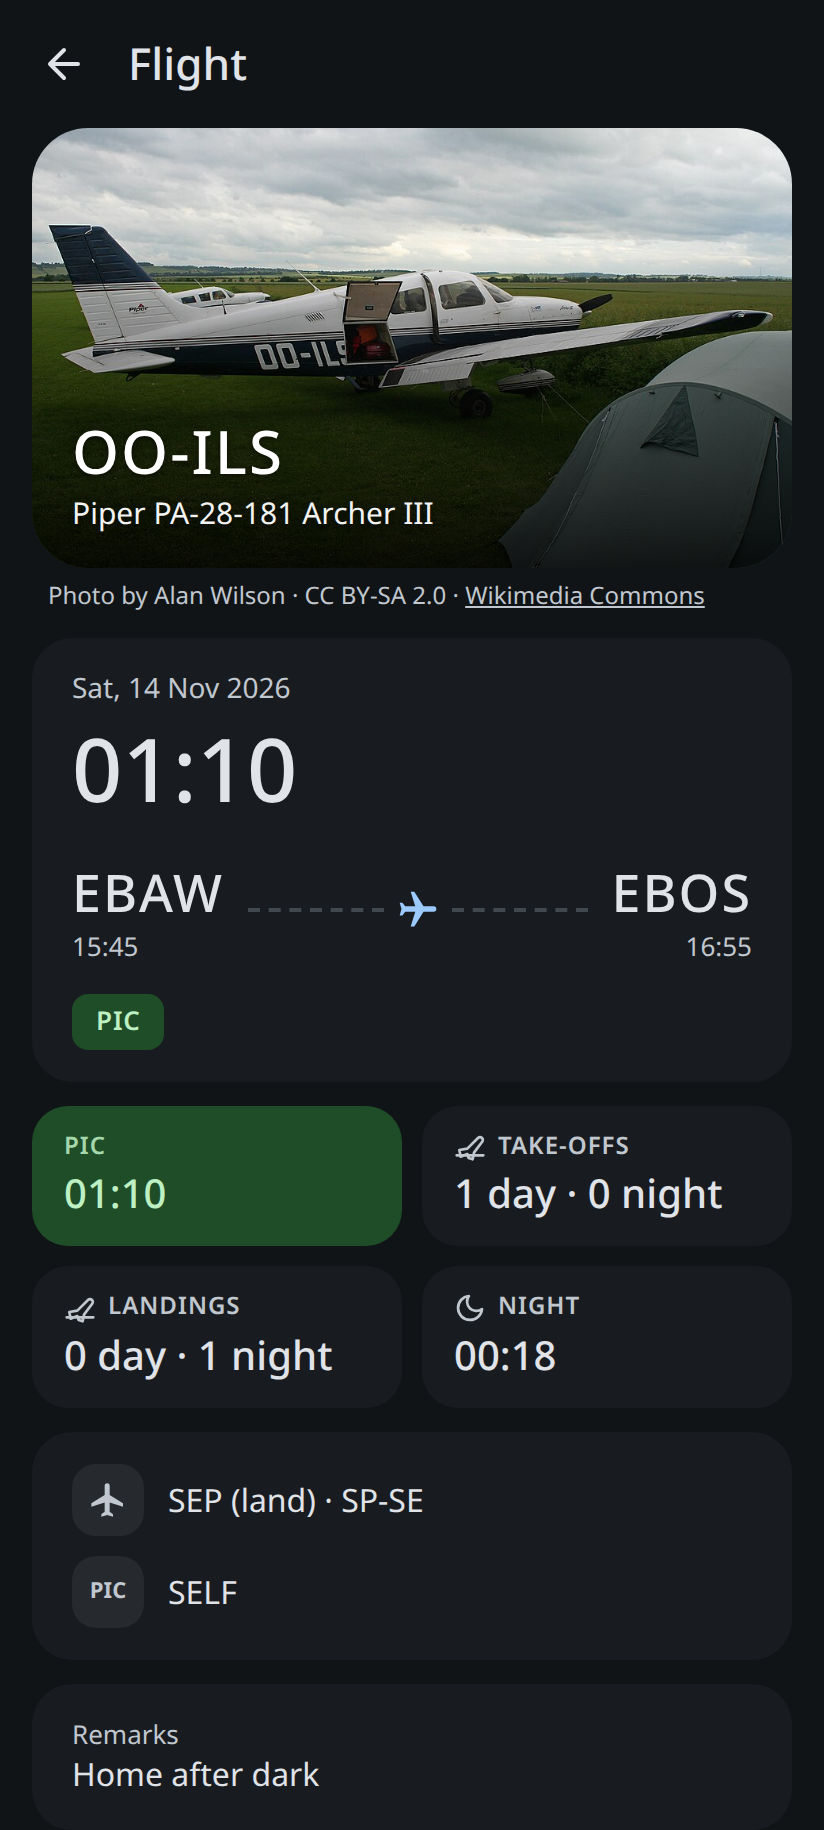 Flight
Piper
OO-ILS
OO-ILS
Piper PA-28-181 Archer III
Photo by Alan Wilson · CC BY-SA 2.0 · Wikimedia Commons
Sat, 14 Nov 2026
01:10
EBAW EBOS
15:45 16:55
PIC
PIC
01:10
TAKE-OFFS
1 day · 0 night
LANDINGS
0 day · 1 night
NIGHT
00:18
SEP (land) · SP-SE
PIC SELF
Remarks
Home after dark